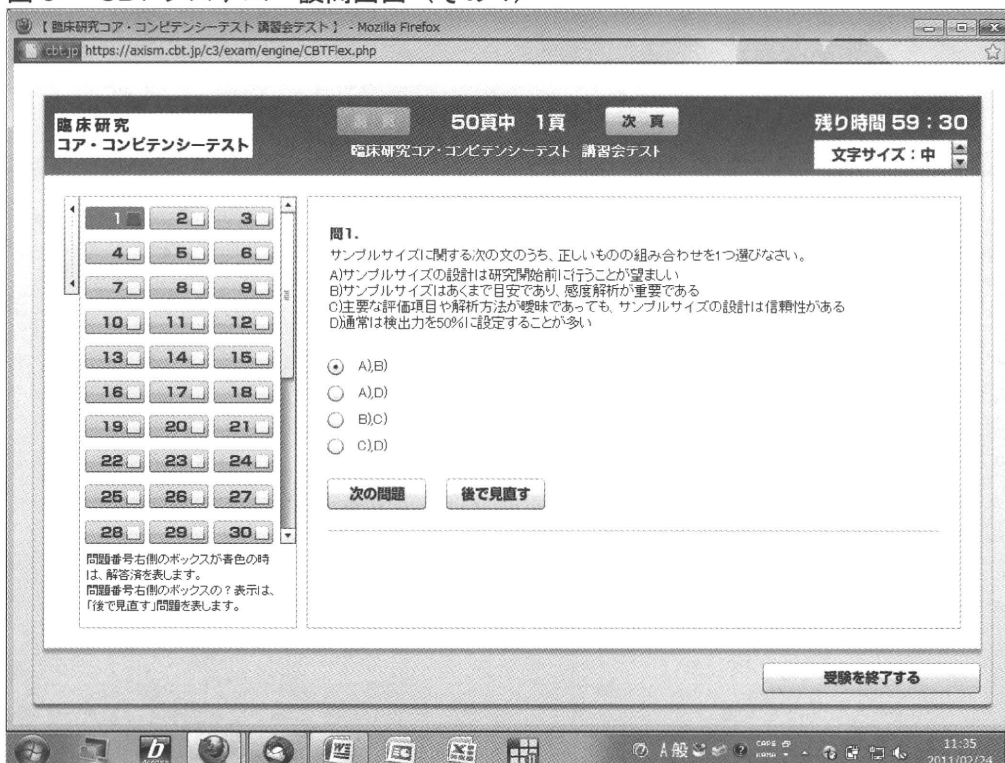 【 臨床研究コア・コンピテンシーテスト 講習会テスト 】 - Mozilla Firefox
cbt.jp https://axism.cbt.jp/c3/exam/engine/CBTFlex.php
臨床研究
コア・コンピテンシーテスト
50頁中 1頁 次 頁
臨床研究コア・コンピテンシーテスト 講習会テスト
残り時間 59:30
文字サイズ:中
1 2 3
4 5 6
7 8 9
10 11 12
13 14 15
16 17 18
19 20 21
22 23 24
25 26 27
28 29 30
問題番号右側のボックスが青色の時
は、解答済を表します。
問題番号右側のボックスの?表示は、
「後で見直す」問題を表します。
問1.
サンプルサイズに関する次の文のうち、正しいものの組み合わせを1つ選びなさい。
A)サンプルサイズの設計は研究開始前に行うことが望ましい
B)サンプルサイズはあくまで目安であり、感度解析が重要である
C)主要な評価項目や解析方法が曖昧であっても、サンプルサイズの設計は信頼性がある
D)通常は検出力を50%に設定することが多い
A),B)
A),D)
B),C)
C),D)
次の問題 後で見直す
受験を終了する
A 般 CAPS KANA
11:35
2011/02/24